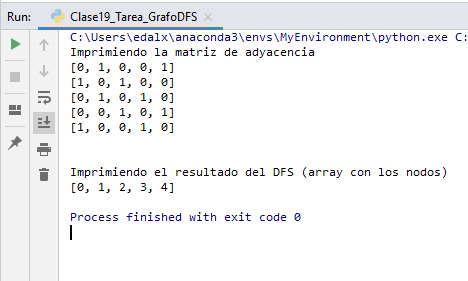 Run:
Clase19_Tarea_GrafoDFS
C:\Users\edalx\anaconda3\envs\MyEnvironment\python.exe C:
Imprimiendo la matriz de adyacencia
[0, 1, 0, 0, 1]
[1, 0, 1, 0, 0]
[0, 1, 0, 1, 0]
[0, 0, 1, 0, 1]
[1, 0, 0, 1, 0]
Imprimiendo el resultado del DFS (array con los nodos)
[0, 1, 2, 3, 4]
Process finished with exit code 0